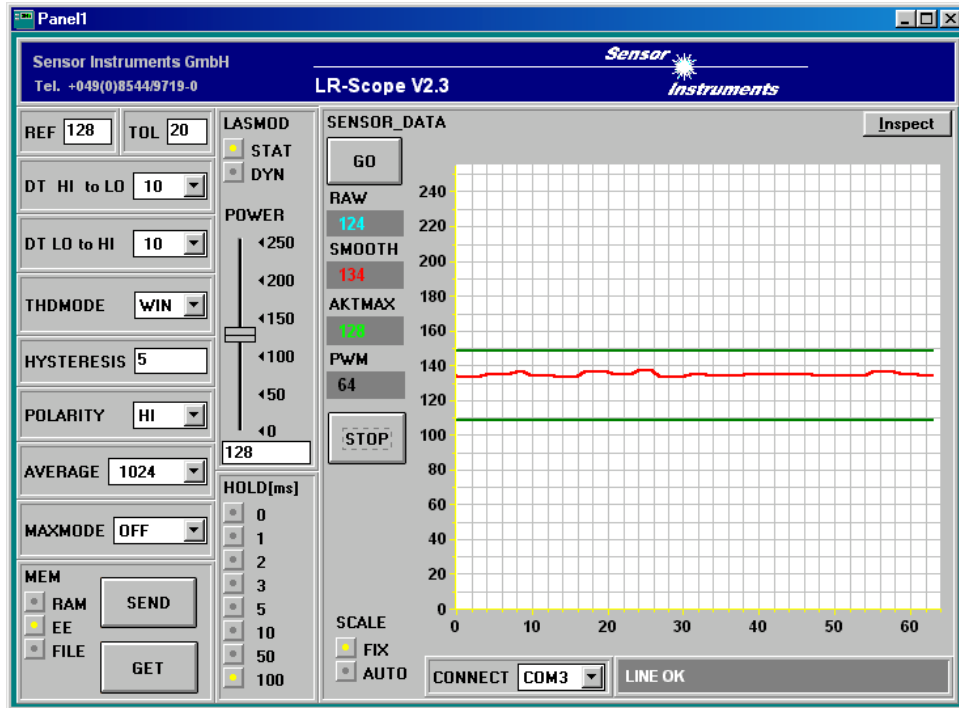 Panel1
Sensor Instruments GmbH
Tel. +049(0)8544/9719-0
LR-Scope V2.3
Sensor
Instruments
REF 128
TOL 20
DT HI to LO 10
DT LO to HI 10
THDMODE WIN
HYSTERESIS 5
POLARITY HI
AVERAGE 1024
MAXMODE OFF
MEM
RAM
EE
FILE
SEND
GET
LASMOD
STAT
DYN
POWER
250
200
150
100
50
0
128
HOLD[ms]
0
1
2
3
5
10
50
100
SENSOR_DATA
Inspect
GO
RAW
124
SMOOTH
134
AKTMAX
128
PWM
64
STOP
SCALE
FIX
AUTO
240
220
200
180
160
140
120
100
80
60
40
20
0
0 10 20 30 40 50 60
CONNECT COM3
LINE OK